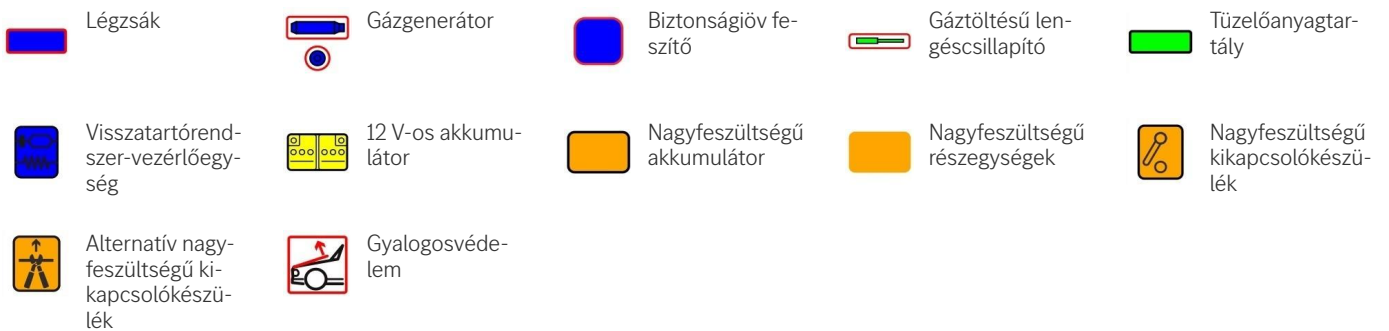 Légzsák
Gázgenerátor
Biztonságiöv fe-
szítő
Gáztöltésű len-
géscsillapító
Tüzelőanyagtar-
tály
Visszatartórend-
szer-vezérlőegy-
ség
12 V-os akkumu-
látor
Nagyfeszültségű
akkumulátor
Nagyfeszültségű
részegységek
Nagyfeszültségű
kikapcsolókészü-
lék
Alternatív nagy-
feszültségű ki-
kapcsolókészü-
lék
Gyalogosvéde-
lem